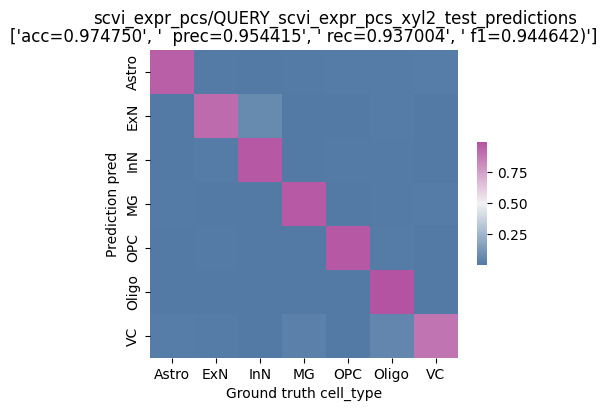 scvi_expr_pcs/QUERY_scvi_expr_pcs_xyl2_test_predictions
['acc=0.974750', '  prec=0.954415', ' rec=0.937004', ' f1=0.944642)']
Astro
ExN
InN
MG
OPC
Oligo
VC
Prediction pred
0.75
0.50
0.25
Astro ExN InN MG OPC Oligo VC
Ground truth cell_type